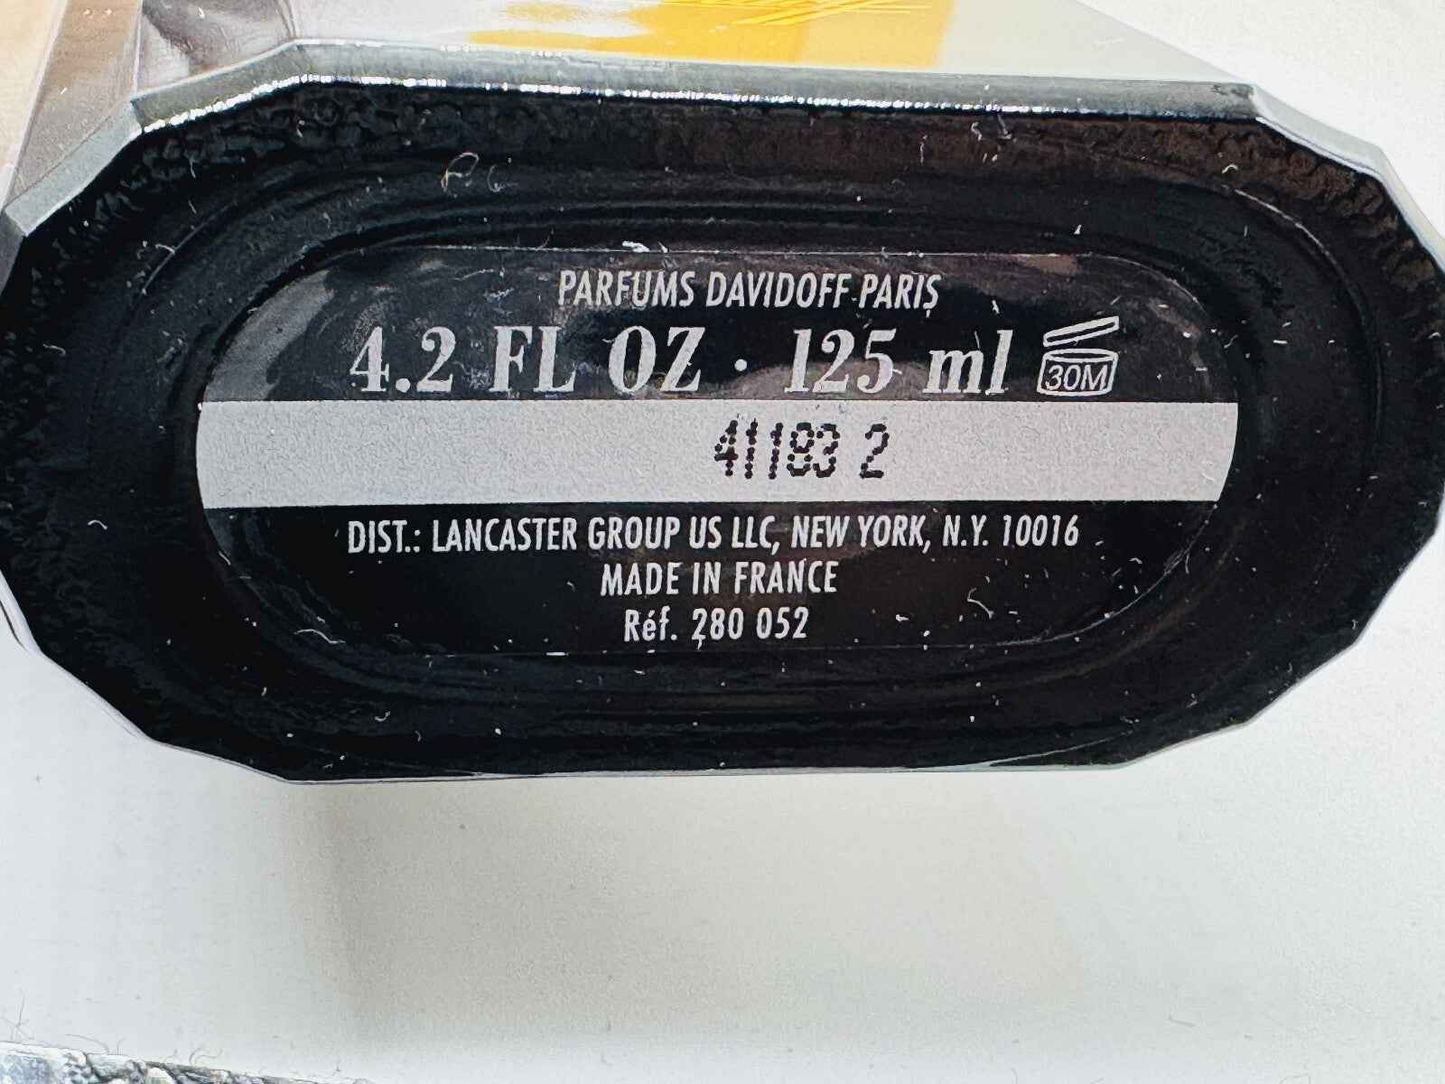 PARFUMS DAVIDOFF PARIS
4.2 FL OZ · 125 ml 30M
41193 2
DIST.: LANCASTER GROUP US LLC, NEW YORK, N.Y. 10016
MADE IN FRANCE
Réf. 280 052